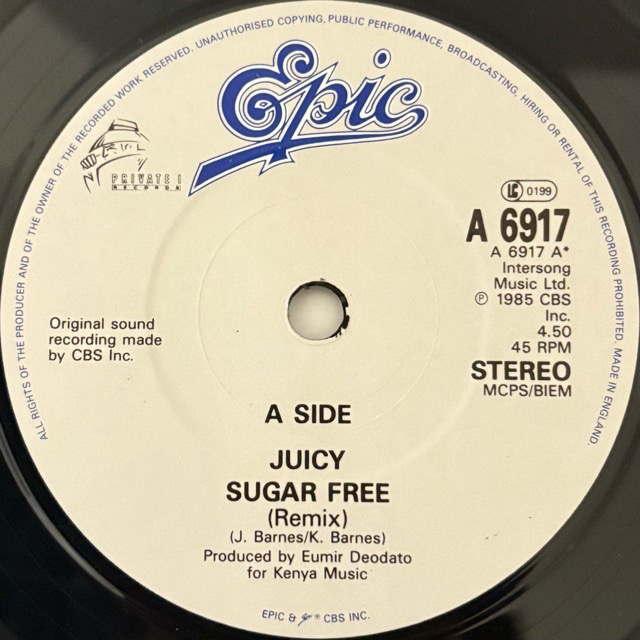 ALL RIGHTS OF THE PRODUCER AND OF THE OWNER OF THE RECORDED WORK RESERVED. UNAUTHORISED COPYING, PUBLIC PERFORMANCE, BROADCASTING, HIRING OR RENTAL OF THIS RECORDING PROHIBITED. MADE IN ENGLAND.
Epic
PRIVATE I
RECORDS
LC 0199
A 6917
A 6917 A*
Intersong
Music Ltd.
℗ 1985 CBS
Inc.
4.50
45 RPM
STEREO
MCPS/BIEM
Original sound
recording made
by CBS Inc.
A SIDE
JUICY
SUGAR FREE
(Remix)
(J. Barnes/K. Barnes)
Produced by Eumir Deodato
for Kenya Music
EPIC & Epic ® CBS INC.